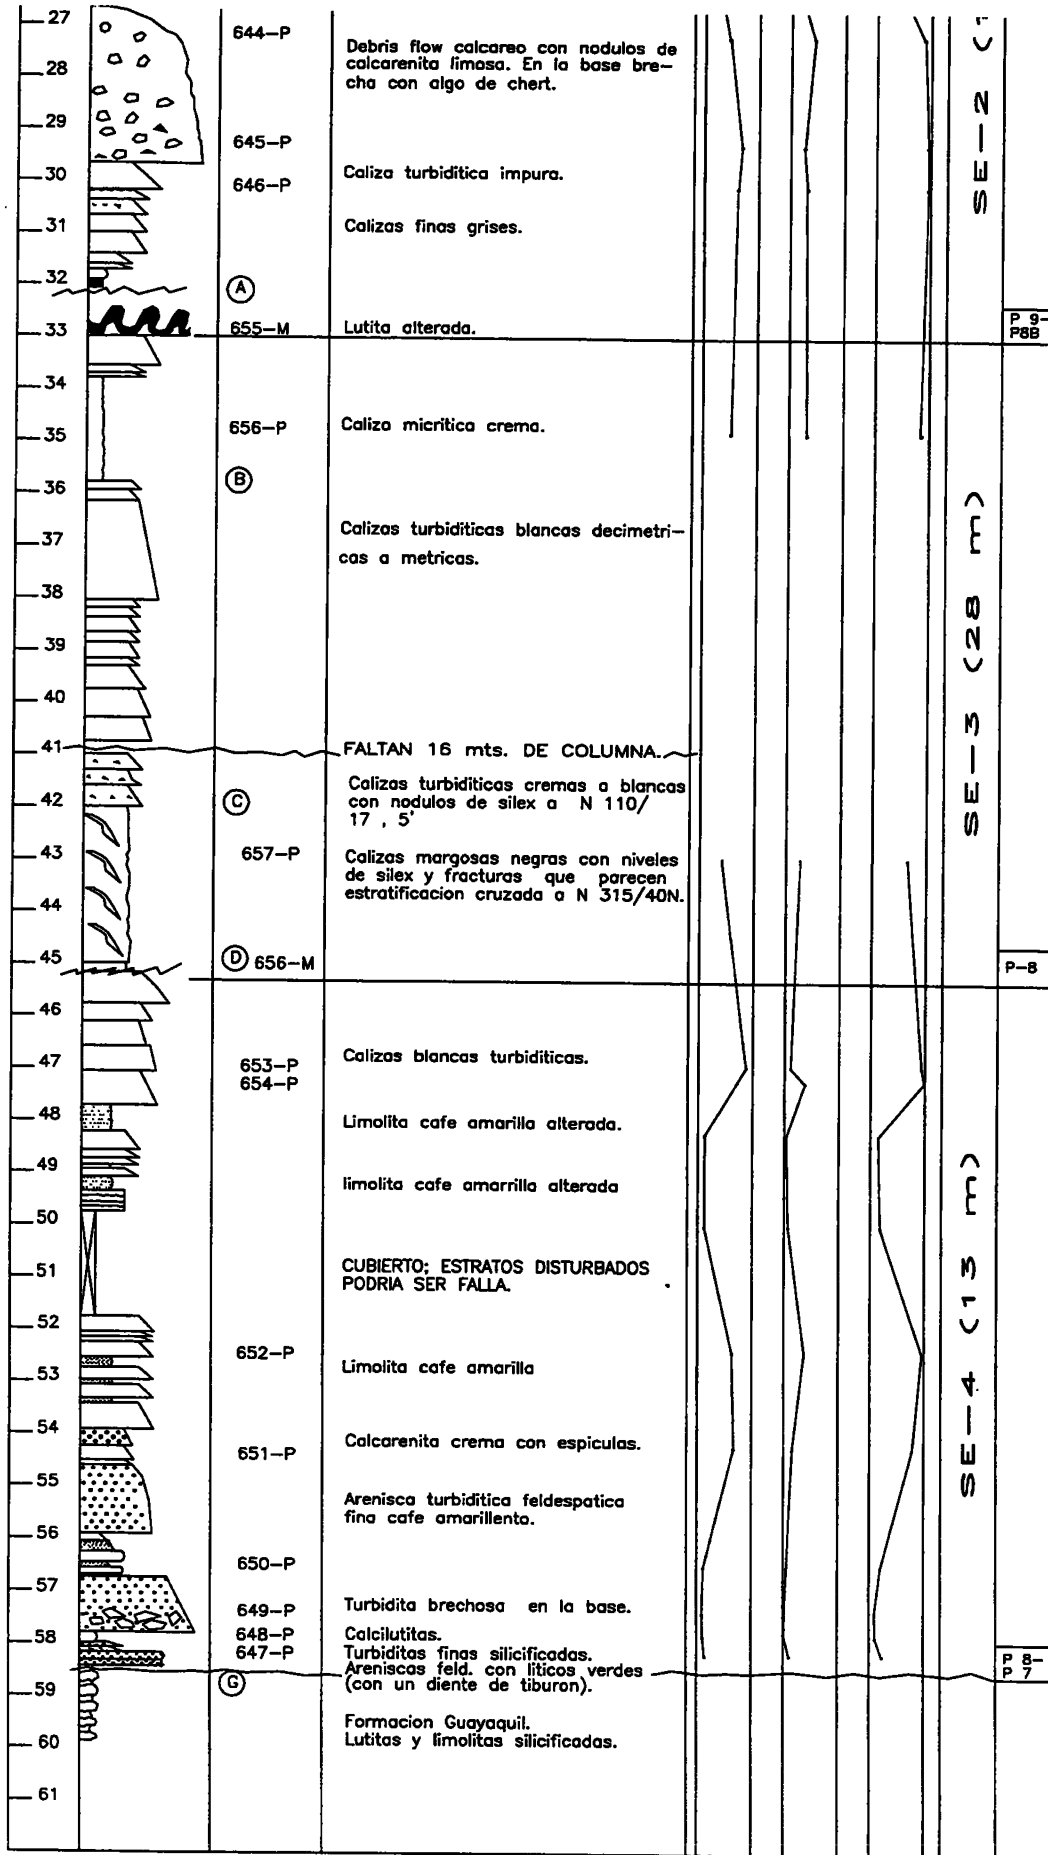 27
644-P
Debris flow calcareo con nodulos de
calcarenita limosa. En la base bre-
cha con algo de chert.
28
29
645-P
30
646-P
Caliza turbiditica impura.
31
Calizas finas grises.
SE-2
32
A
33
655-M
Lutita alterada.
P 9-
P8B
34
35
656-P
Caliza micritica crema.
36
B
37
Calizas turbiditicas blancas decimetri-
cas a metricas.
38
39
40
SE-3 (28 m)
41
FALTAN 16 mts. DE COLUMNA.
Calizas turbiditicas cremas a blancas
con nodulos de silex a N 110/
17 , 5'
42
C
43
657-P
Calizas margosas negras con niveles
de silex y fracturas que parecen
estratificacion cruzada a N 315/40N.
44
45
D
656-M
P-8
46
47
653-P
654-P
Calizas blancas turbiditicas.
48
Limolita cafe amarilla alterada.
49
limolita cafe amarrilla alterada
50
51
CUBIERTO; ESTRATOS DISTURBADOS
PODRIA SER FALLA.
52
652-P
53
Limolita cafe amarilla
SE-4 (13 m)
54
651-P
Calcarenita crema con espiculas.
55
Arenisca turbiditica feldespatica
fina cafe amarillento.
56
650-P
57
649-P
Turbidita brechosa en la base.
58
648-P
Calcilutitas.
647-P
Turbiditas finas silicificadas.
Areniscas feld. con liticos verdes
(con un diente de tiburon).
P 8-
P 7
G
59
Formacion Guayaquil.
Lutitas y limolitas silicificadas.
60
61